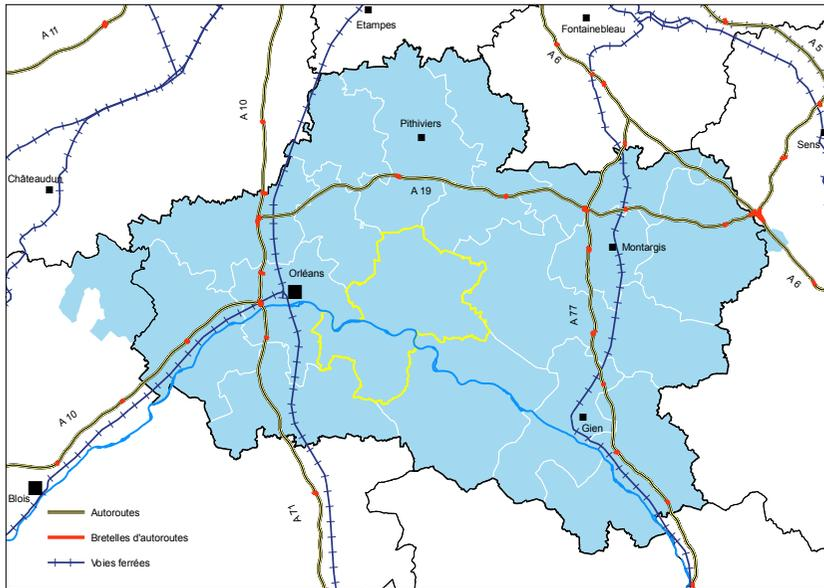 A 11
Etampes
Fontainebleau
A 6
A 5
A 10
Pithiviers
Sens
Châteaudun
A 19
Montargis
Orléans
A 6
A 77
A 10
Gien
Blois
A 71
Autoroutes
Bretelles d'autoroutes
Voies ferrées